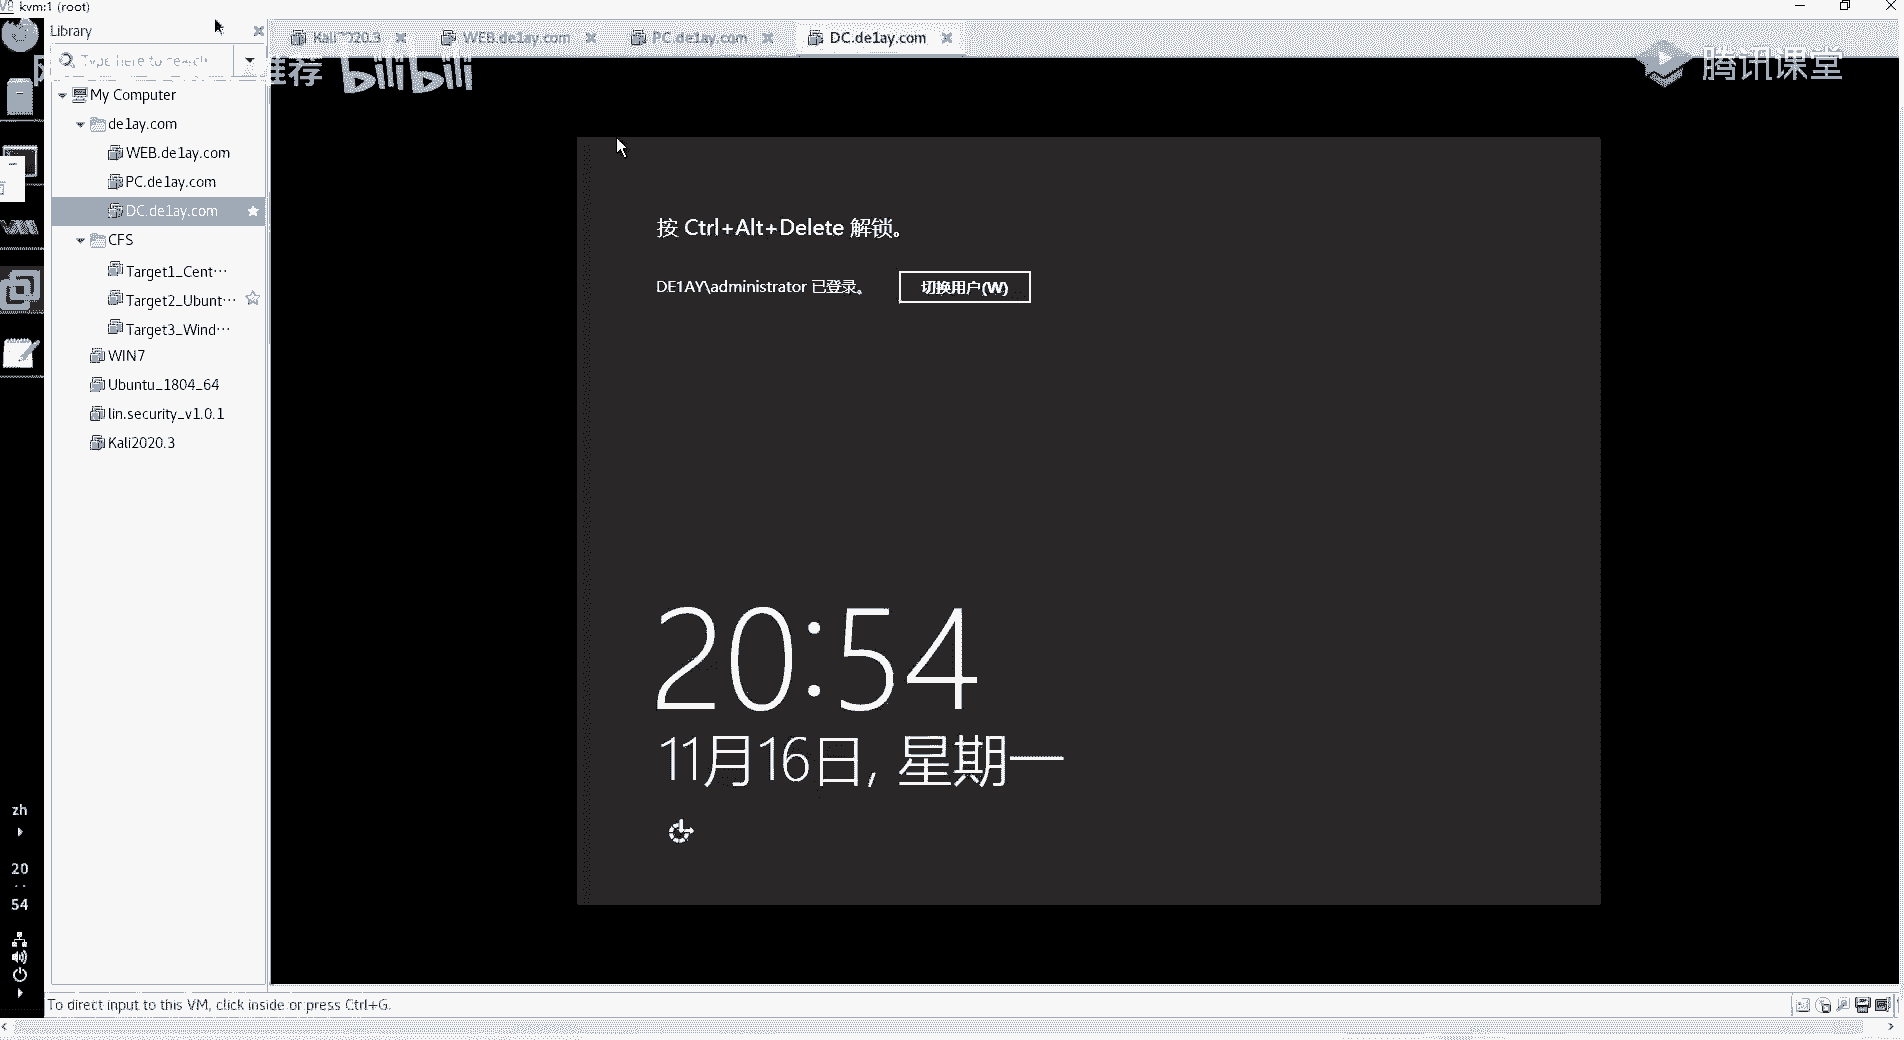 kvm:1 (root)
Library
Kali2020.3
WEB.de1ay.com
PC.de1ay.com
DC.de1ay.com
Type here to search
推荐 bilibili
腾讯课堂
My Computer
de1ay.com
WEB.de1ay.com
PC.de1ay.com
DC.de1ay.com
CFS
Target1_Cent···
Target2_Ubunt···
Target3_Wind···
WIN7
Ubuntu_1804_64
lin.security_v1.0.1
Kali2020.3
按 Ctrl+Alt+Delete 解锁。
DE1AY\administrator 已登录。
切换用户(W)
20:54
11月16日, 星期一
zh
20
54
To direct input to this VM, click inside or press Ctrl+G.